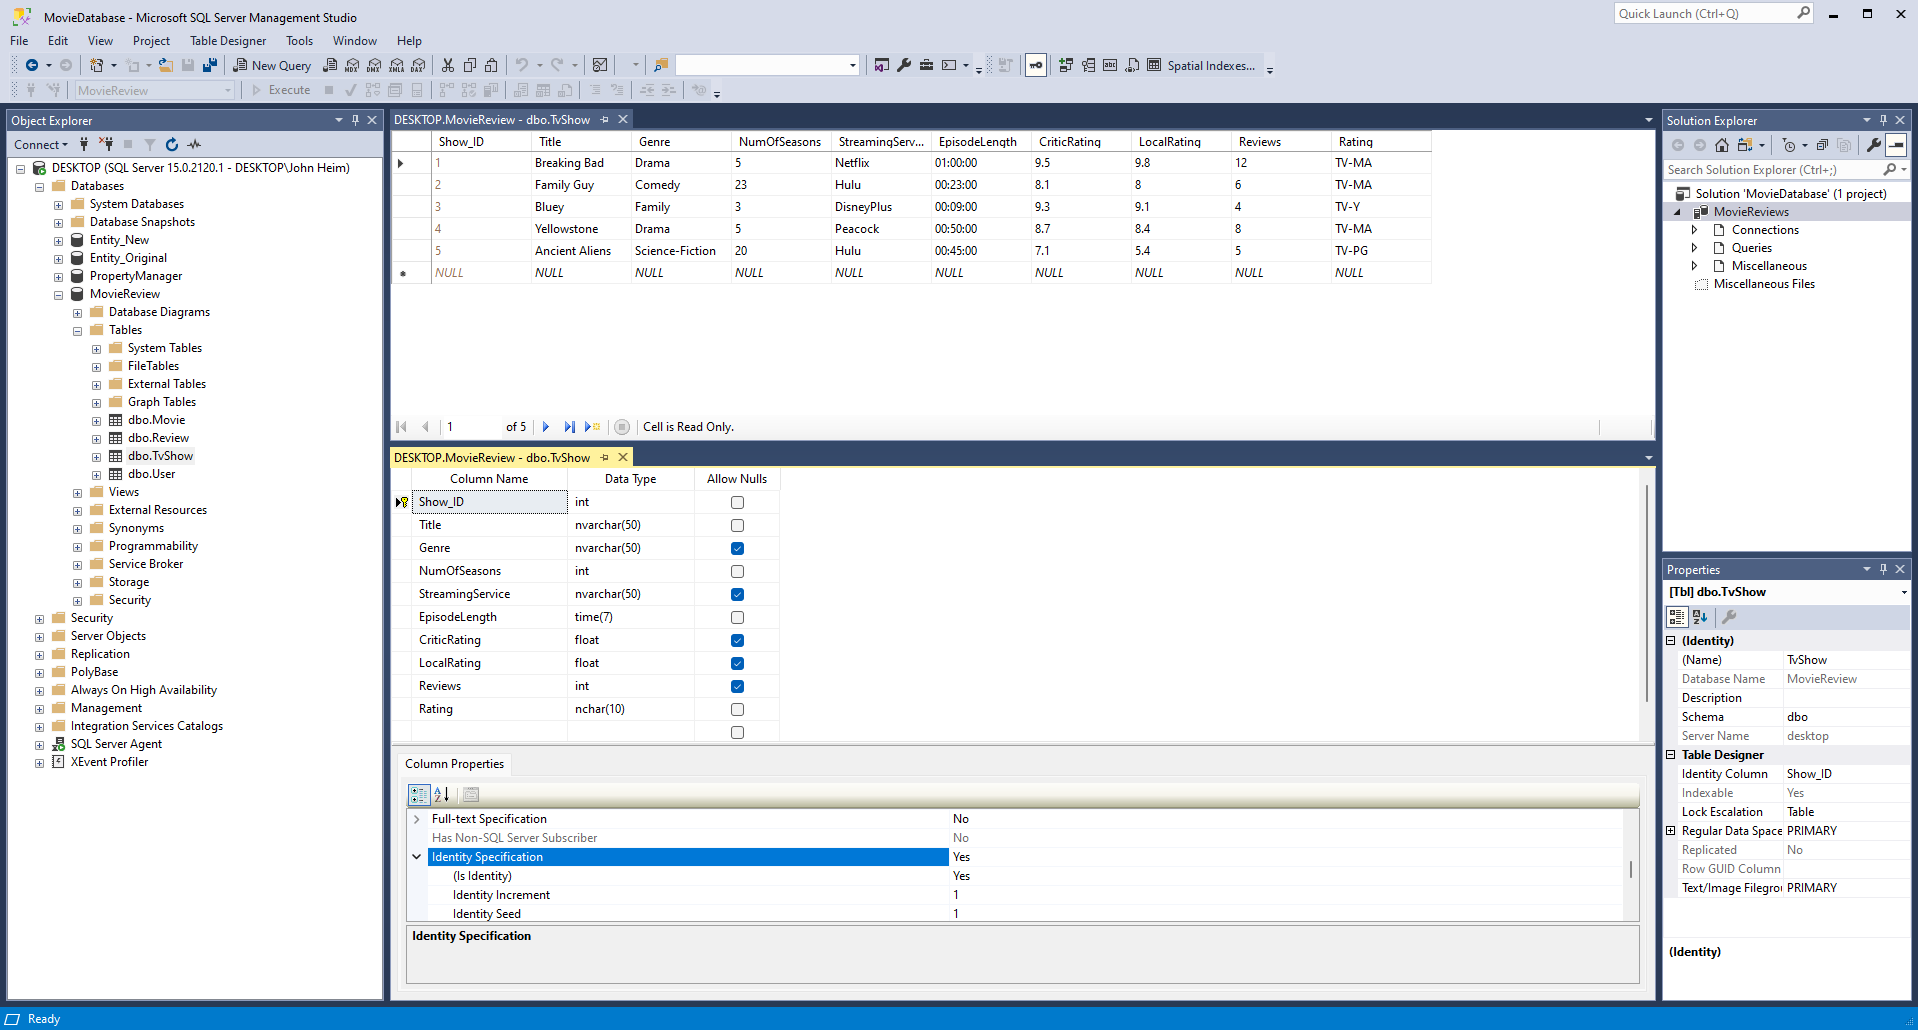 MovieDatabase - Microsoft SQL Server Management Studio
Quick Launch (Ctrl+Q)
File Edit View Project Table Designer Tools Window Help
New Query MDX DMX XMLA DAX Spatial Indexes...
MovieReview Execute
Object Explorer
Connect
DESKTOP (SQL Server 15.0.2120.1 - DESKTOP\John Heim)
Databases
System Databases
Database Snapshots
Entity_New
Entity_Original
PropertyManager
MovieReview
Database Diagrams
Tables
System Tables
FileTables
External Tables
Graph Tables
dbo.Movie
dbo.Review
dbo.TvShow
dbo.User
Views
External Resources
Synonyms
Programmability
Service Broker
Storage
Security
Security
Server Objects
Replication
PolyBase
Always On High Availability
Management
Integration Services Catalogs
SQL Server Agent
XEvent Profiler
DESKTOP.MovieReview - dbo.TvShow
Show_ID Title Genre NumOfSeasons StreamingServ... EpisodeLength CriticRating LocalRating Reviews Rating
1 Breaking Bad Drama 5 Netflix 01:00:00 9.5 9.8 12 TV-MA
2 Family Guy Comedy 23 Hulu 00:23:00 8.1 8 6 TV-MA
3 Bluey Family 3 DisneyPlus 00:09:00 9.3 9.1 4 TV-Y
4 Yellowstone Drama 5 Peacock 00:50:00 8.7 8.4 8 TV-MA
5 Ancient Aliens Science-Fiction 20 Hulu 00:45:00 7.1 5.4 5 TV-PG
NULL NULL NULL NULL NULL NULL NULL NULL NULL NULL
1 of 5 Cell is Read Only.
DESKTOP.MovieReview - dbo.TvShow
Column Name Data Type Allow Nulls
Show_ID int
Title nvarchar(50)
Genre nvarchar(50)
NumOfSeasons int
StreamingService nvarchar(50)
EpisodeLength time(7)
CriticRating float
LocalRating float
Reviews int
Rating nchar(10)
Column Properties
Full-text Specification No
Has Non-SQL Server Subscriber No
Identity Specification Yes
(Is Identity) Yes
Identity Increment 1
Identity Seed 1
Identity Specification
Solution Explorer
Search Solution Explorer (Ctrl+;)
Solution 'MovieDatabase' (1 project)
MovieReviews
Connections
Queries
Miscellaneous
Miscellaneous Files
Properties
[Tbl] dbo.TvShow
(Identity)
(Name) TvShow
Database Name MovieReview
Description
Schema dbo
Server Name desktop
Table Designer
Identity Column Show_ID
Indexable Yes
Lock Escalation Table
Regular Data Space PRIMARY
Replicated No
Row GUID Column
Text/Image Filegrou PRIMARY
(Identity)
Ready